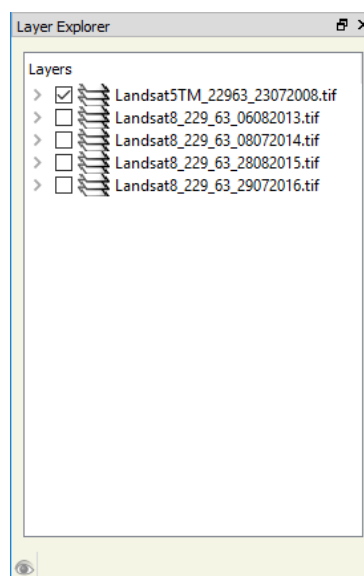 Layer Explorer
Layers
Landsat5TM_22963_23072008.tif
Landsat8_229_63_06082013.tif
Landsat8_229_63_08072014.tif
Landsat8_229_63_28082015.tif
Landsat8_229_63_29072016.tif